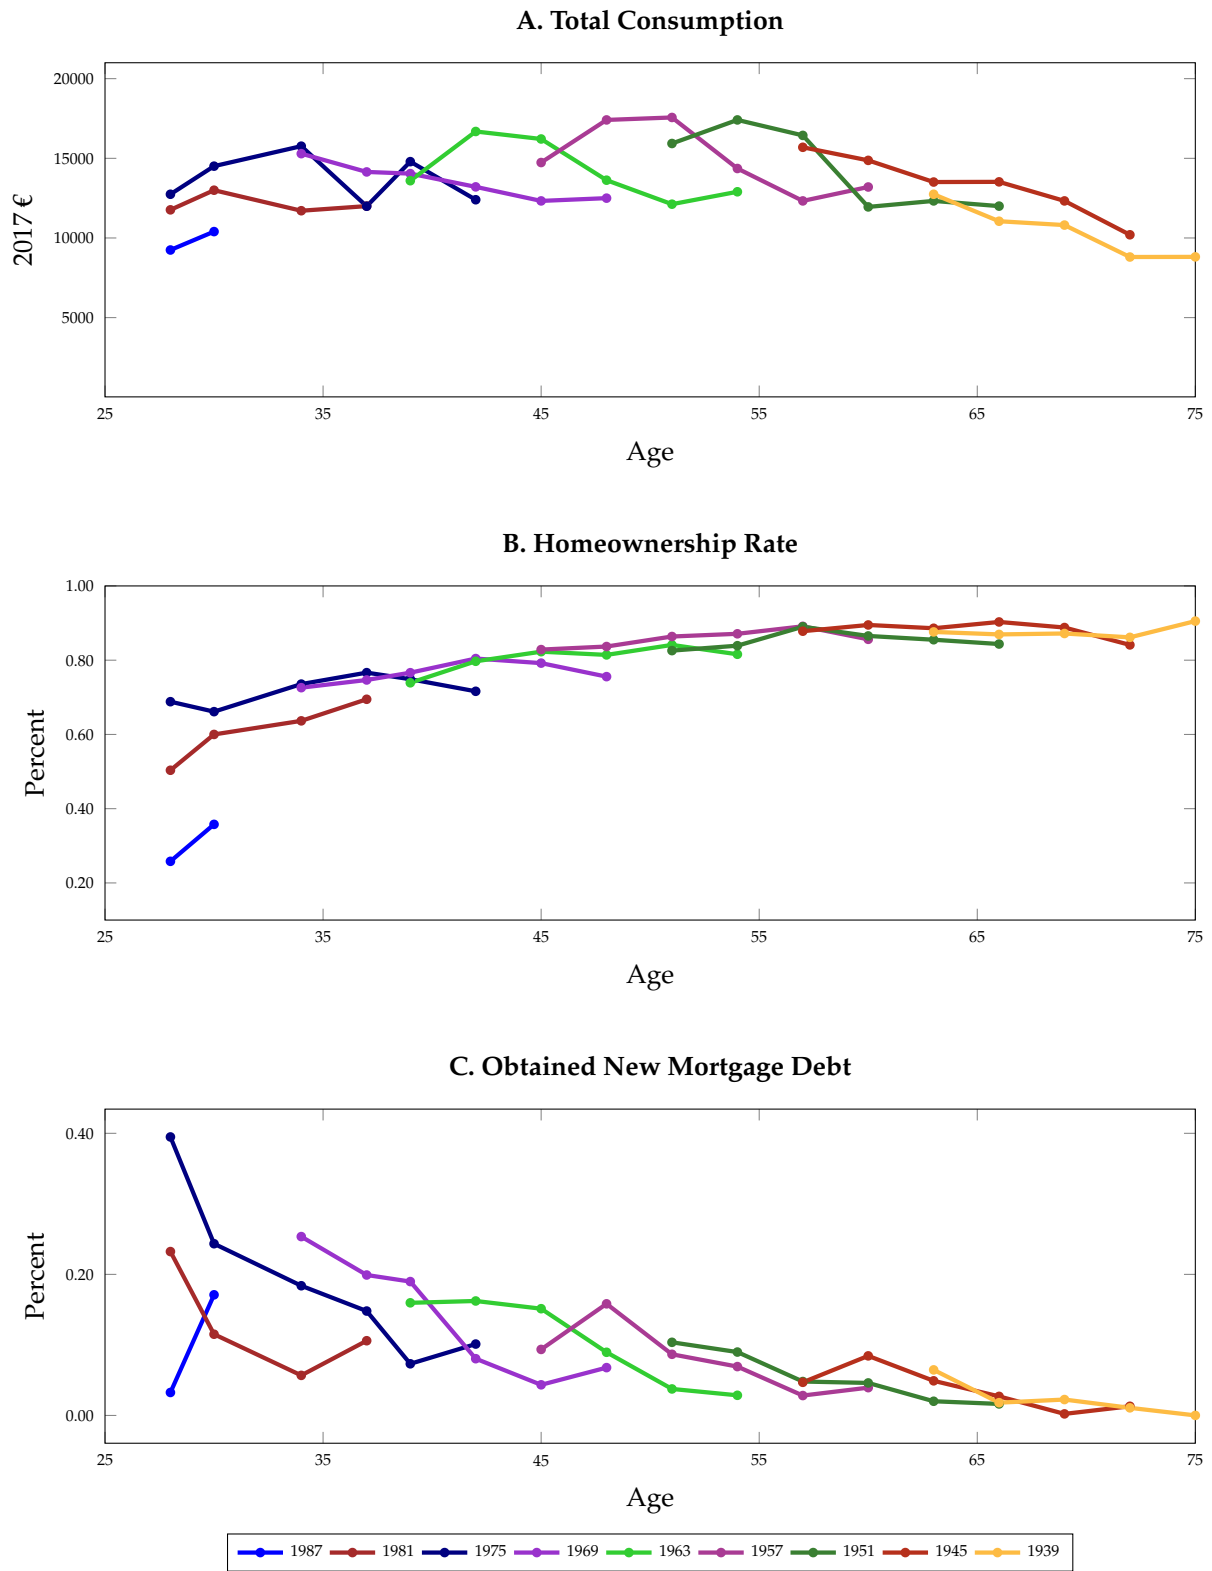 A. Total Consumption
20000
15000
10000
5000
2017 €
25 35 45 55 65 75
Age
B. Homeownership Rate
1.00
0.80
0.60
0.40
0.20
Percent
25 35 45 55 65 75
Age
C. Obtained New Mortgage Debt
0.40
0.20
0.00
Percent
25 35 45 55 65 75
Age
1987 1981 1975 1969 1963 1957 1951 1945 1939